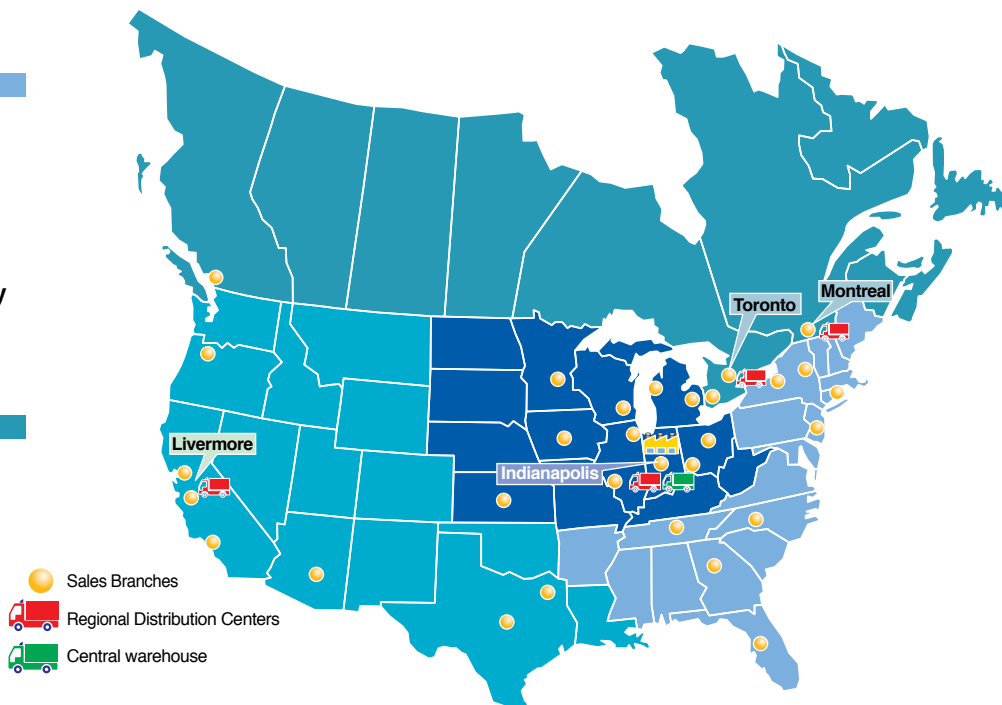 y
Montreal
Toronto
Livermore
Indianapolis
Sales Branches
Regional Distribution Centers
Central warehouse